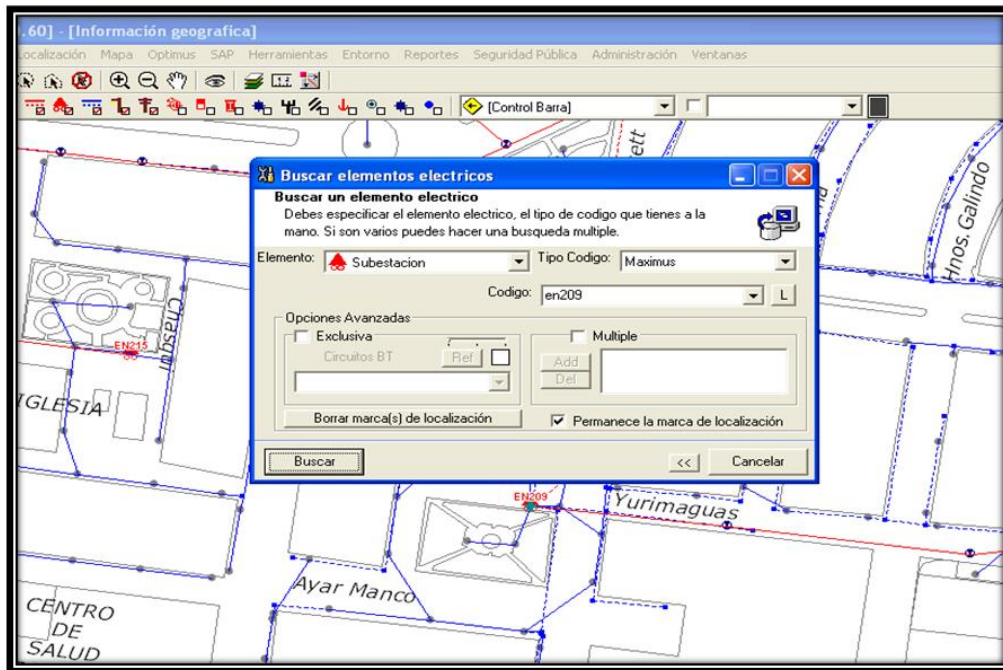 .60] - [Información geografica]
ocalización Mapa Optimus SAP Herramientas Entorno Reportes Seguridad Pública Administración Ventanas
[Control Barra]
ett
Hnos. Galindo
Chasqui
EN215
IGLESIA
Buscar elementos electricos
Buscar un elemento electrico
Debes especificar el elemento electrico, el tipo de codigo que tienes a la
mano. Si son varios puedes hacer una busqueda multiple.
Elemento: Subestacion Tipo Codigo: Maximus
Codigo: en209 L
Opciones Avanzadas
Exclusiva Multiple
Circuitos BT Ref Add
Del
Borrar marca(s) de localización Permanece la marca de localización
Buscar << Cancelar
EN209
Yurimaguas
Ayar Manco
CENTRO
DE
SALUD